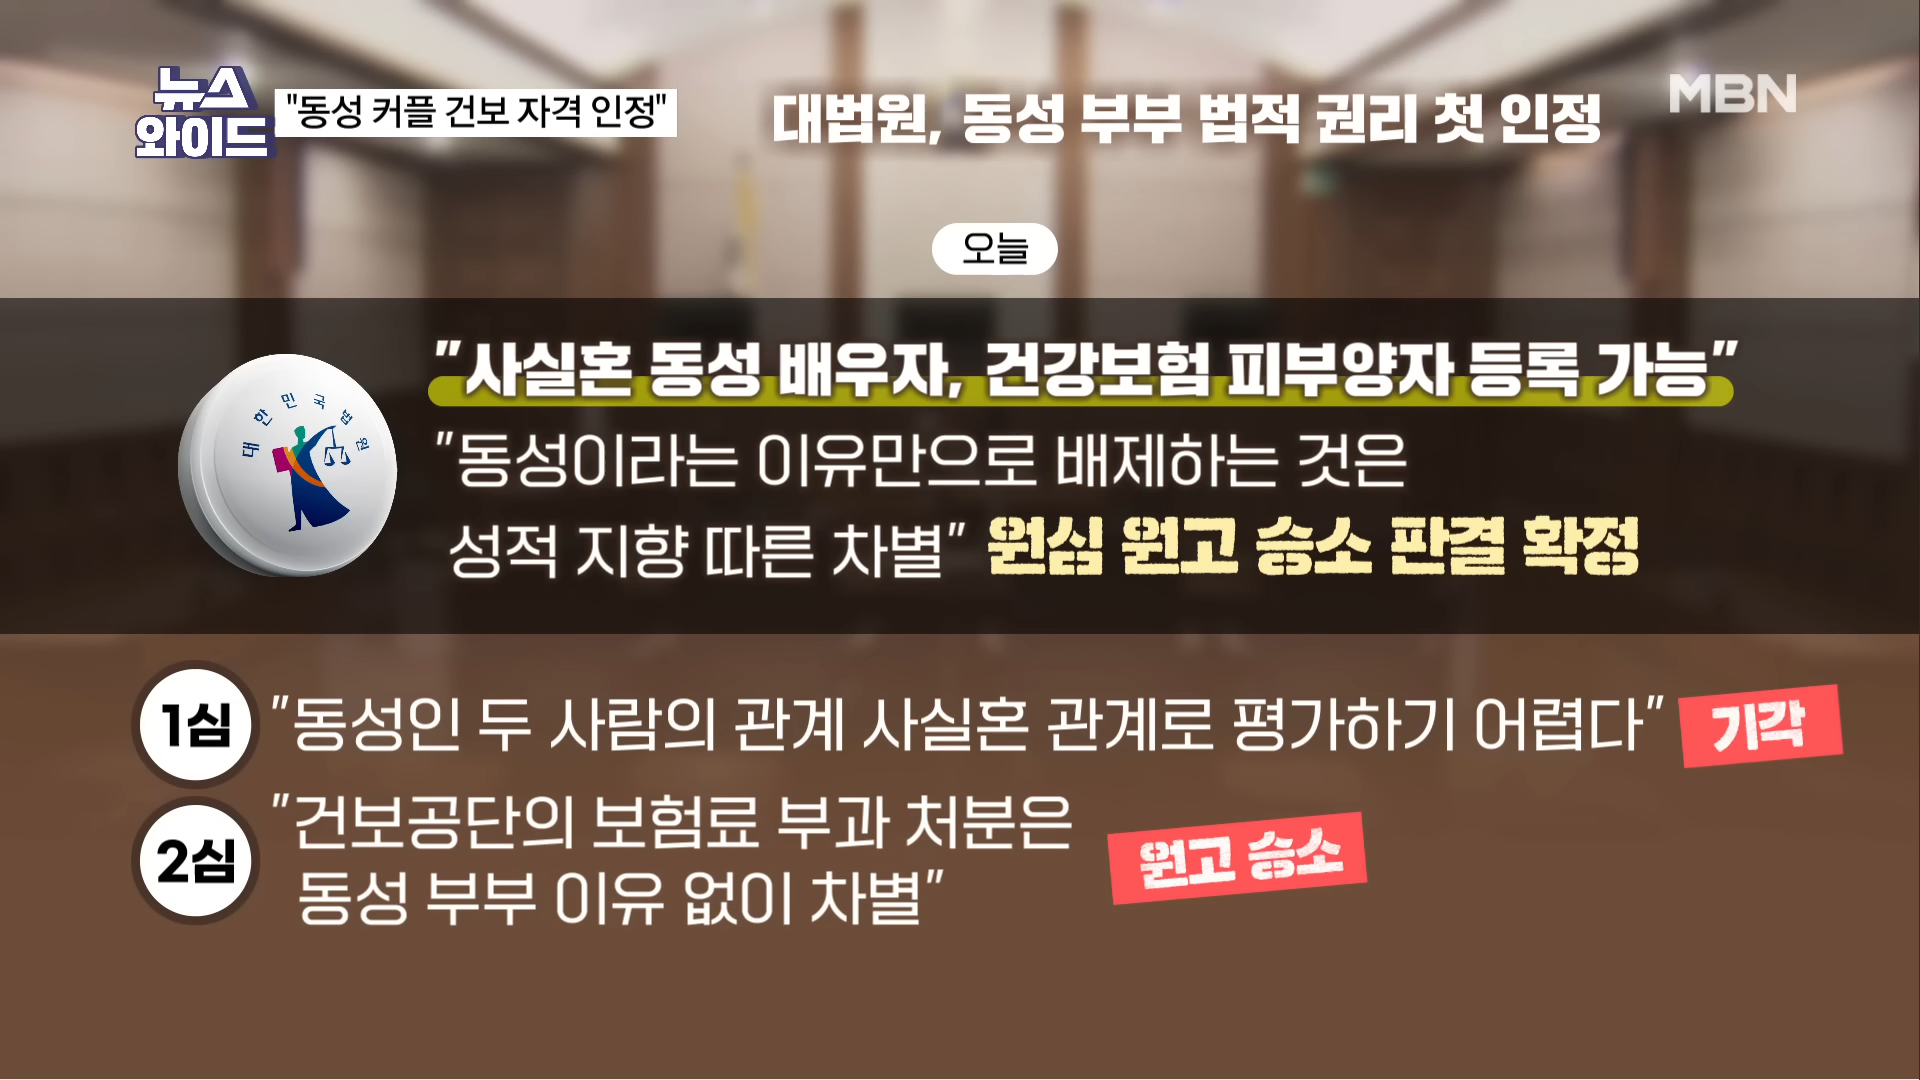 뉴스
와이드
"동성 커플 건보 자격 인정"
대법원, 동성 부부 법적 권리 첫 인정
MBN
오늘
"사실혼 동성 배우자, 건강보험 피부양자 등록 가능"
대한민국법원
"동성이라는 이유만으로 배제하는 것은
성적 지향 따른 차별" 원심 원고 승소 판결 확정
1심 "동성인 두 사람의 관계 사실혼 관계로 평가하기 어렵다" 기각
2심 "건보공단의 보험료 부과 처분은
동성 부부 이유 없이 차별" 원고 승소